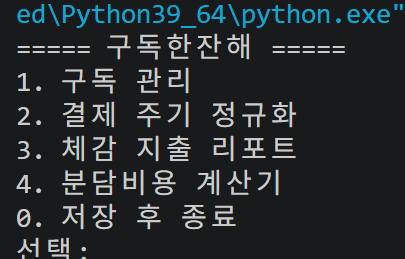 ed\Python39_64\python.exe"
===== 구독한잔해 =====
1. 구독 관리
2. 결제 주기 정규화
3. 체감 지출 리포트
4. 분담비용 계산기
0. 저장 후 종료
선택: